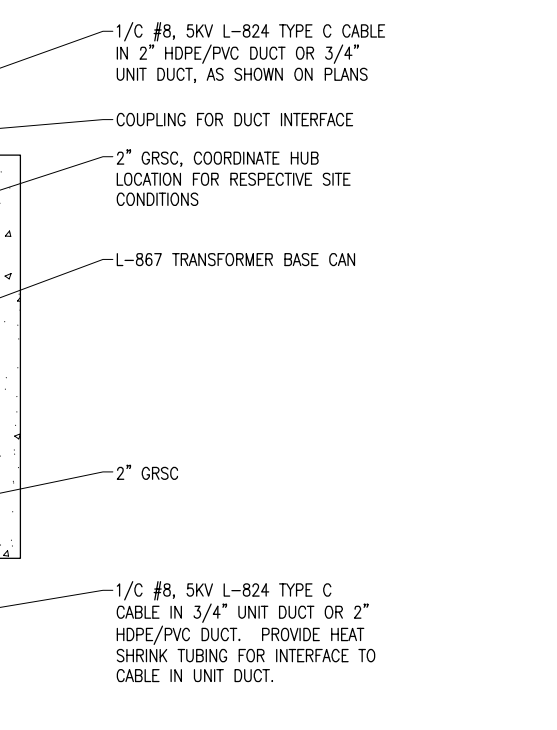 1/C #8, 5KV L-824 TYPE C CABLE
IN 2" HDPE/PVC DUCT OR 3/4"
UNIT DUCT, AS SHOWN ON PLANS
COUPLING FOR DUCT INTERFACE
2" GRSC, COORDINATE HUB
LOCATION FOR RESPECTIVE SITE
CONDITIONS
L-867 TRANSFORMER BASE CAN
2" GRSC
1/C #8, 5KV L-824 TYPE C
CABLE IN 3/4" UNIT DUCT OR 2"
HDPE/PVC DUCT. PROVIDE HEAT
SHRINK TUBING FOR INTERFACE TO
CABLE IN UNIT DUCT.